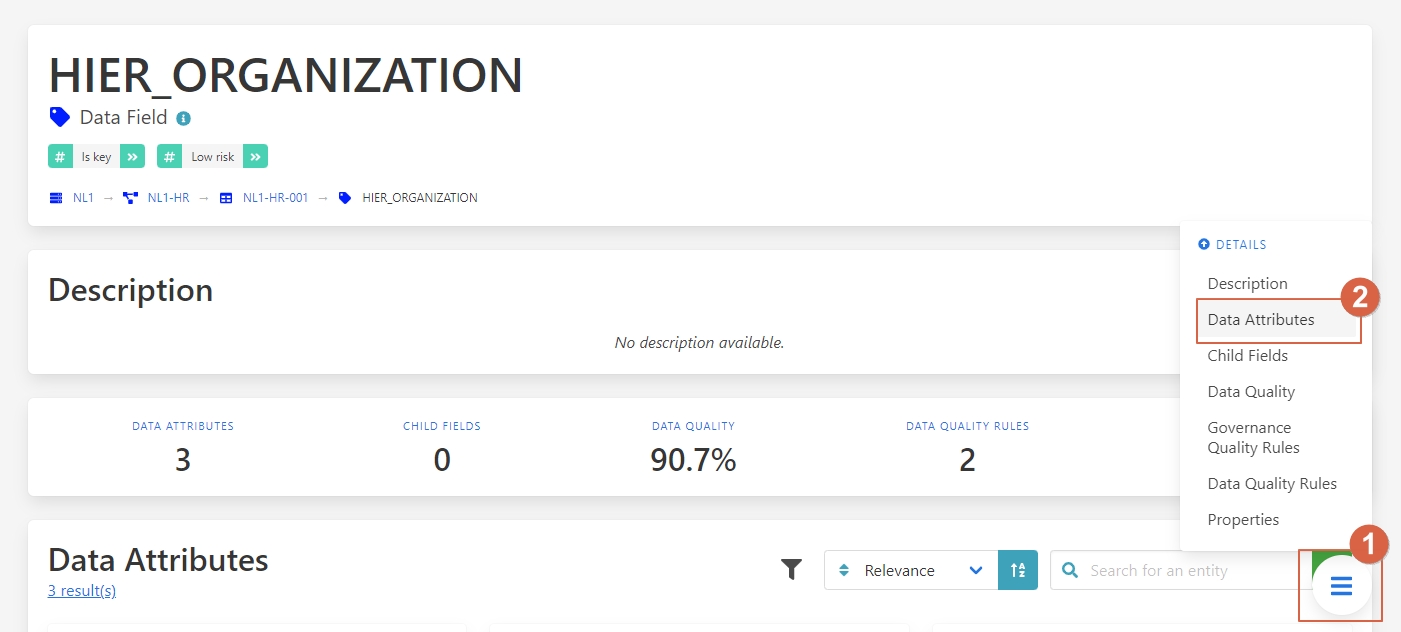 HIER_ORGANIZATION
Data Field
# Is key » # Low risk »
NL1 → NL1-HR → NL1-HR-001 → HIER_ORGANIZATION
Description
No description available.
DATA ATTRIBUTES CHILD FIELDS DATA QUALITY DATA QUALITY RULES
3 0 90.7% 2
DETAILS
Description
2
Data Attributes
Child Fields
Data Quality
Governance
Quality Rules
Data Quality Rules
Properties
1
Data Attributes
3 result(s)
Relevance
Search for an entity